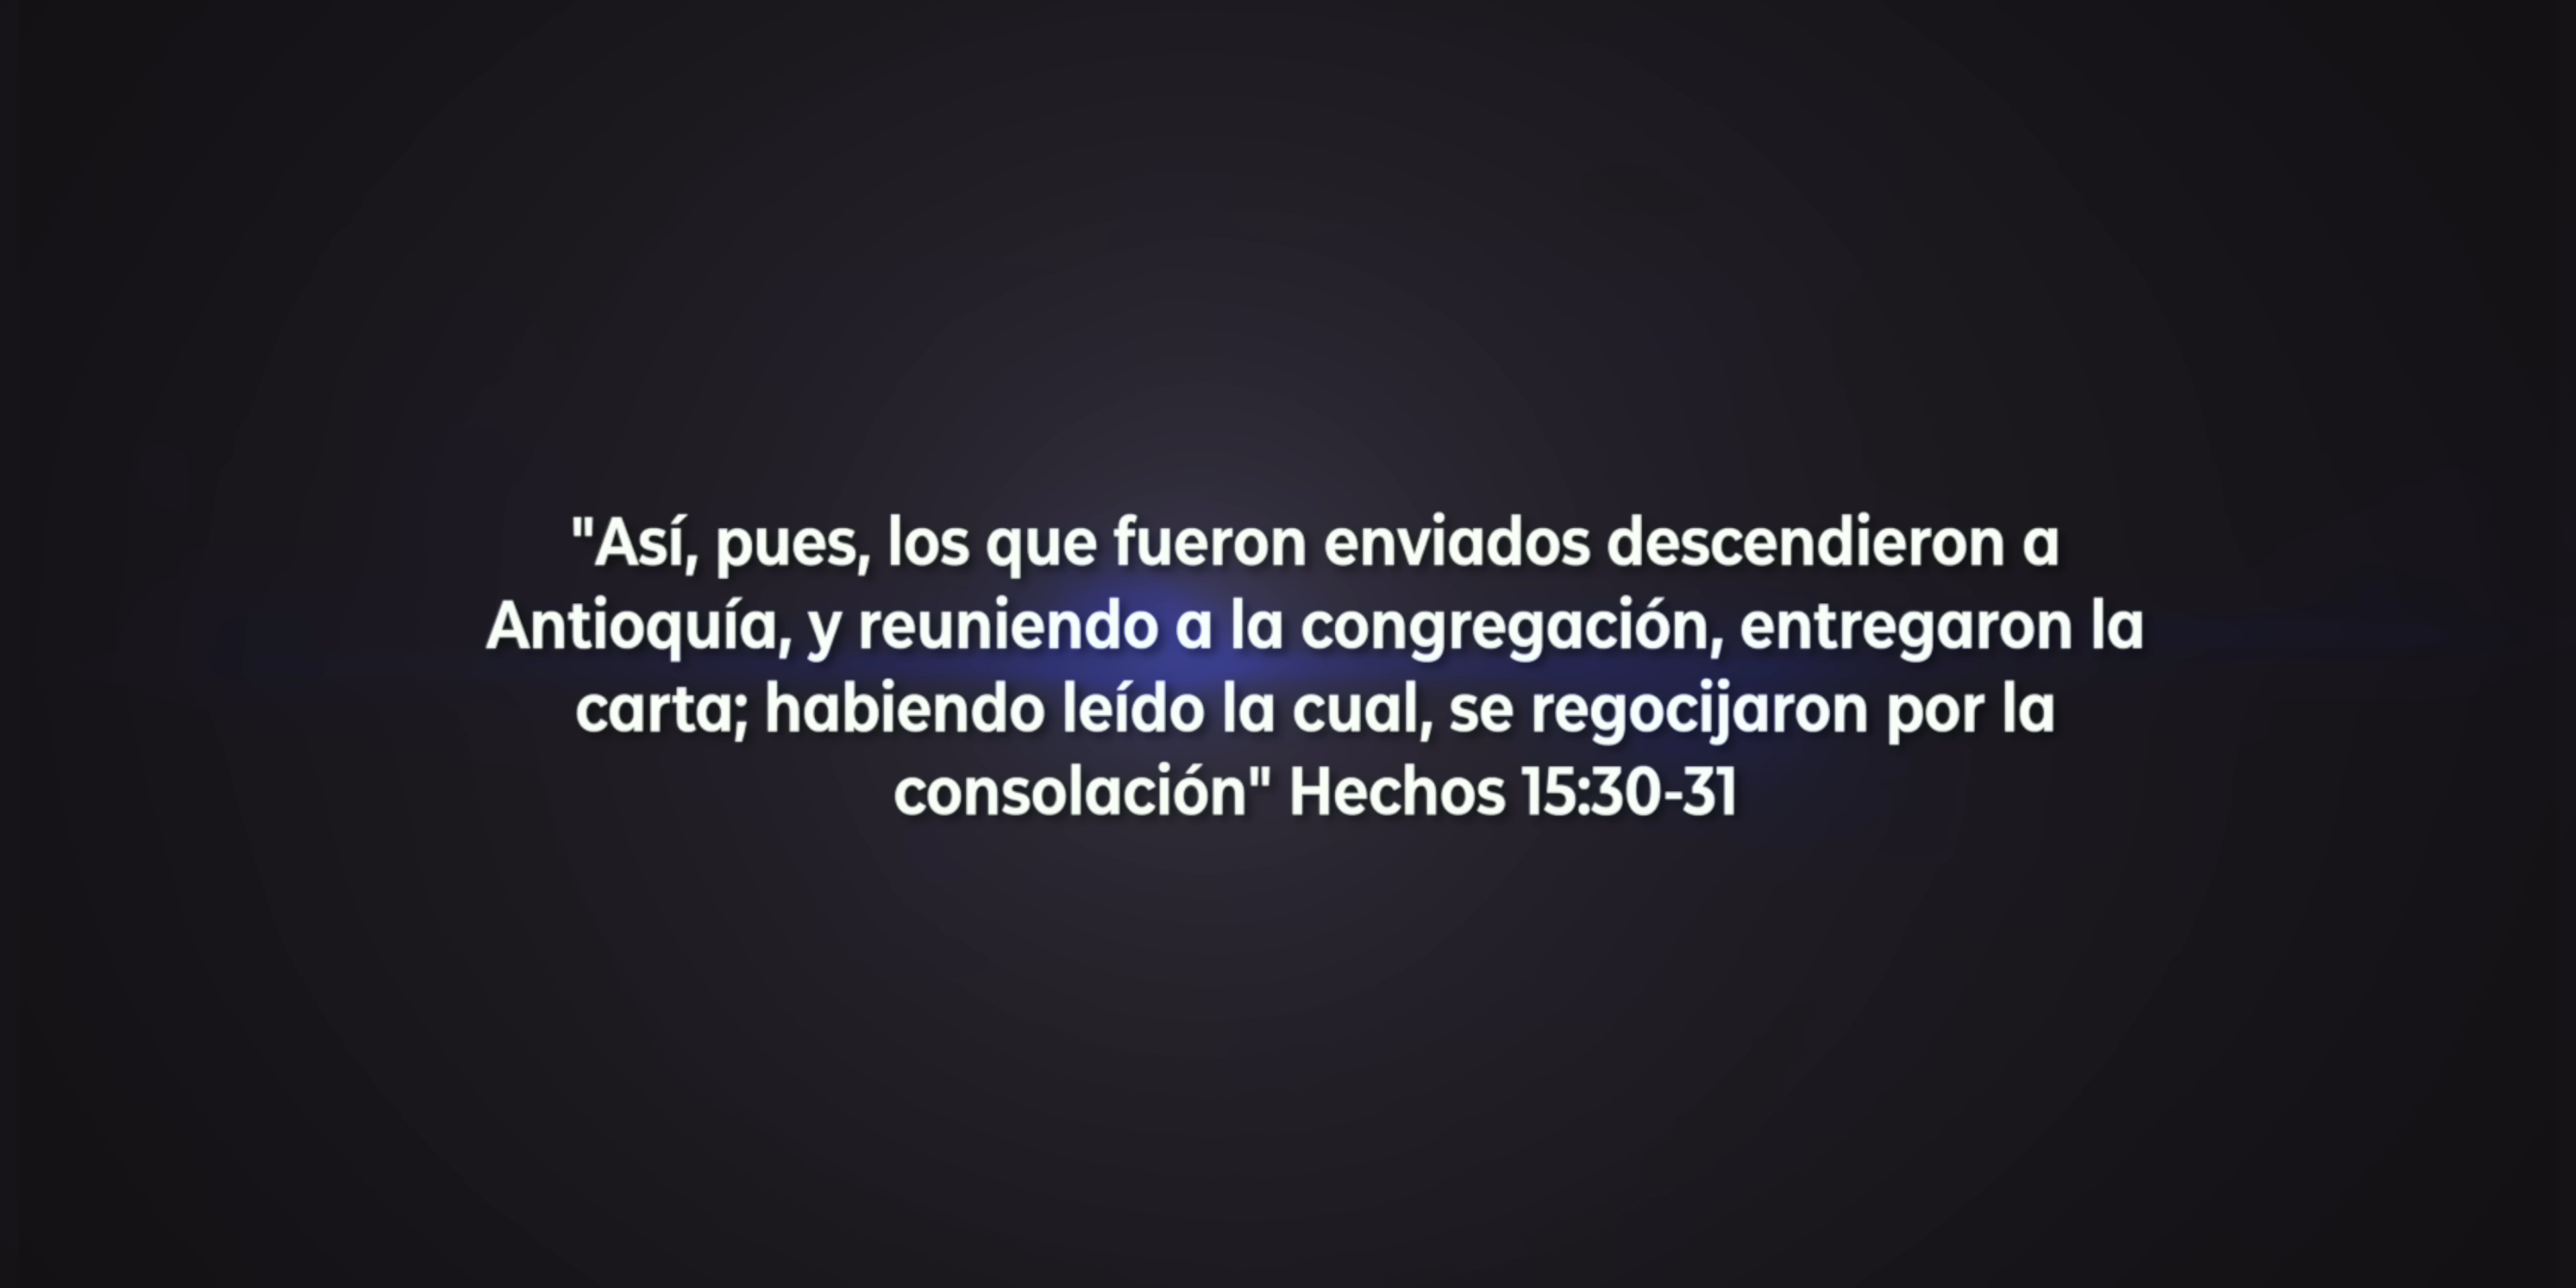 "Así, pues, los que fueron enviados descendieron a
Antioquía, y reuniendo a la congregación, entregaron la
carta; habiendo leído la cual, se regocijaron por la
consolación" Hechos 15:30-31